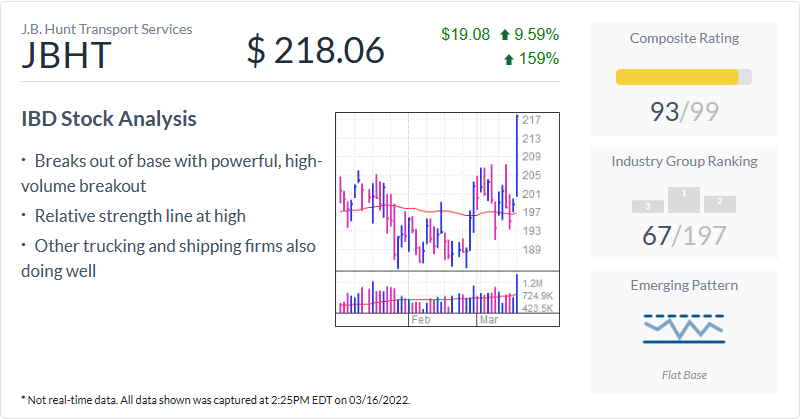 J.B. Hunt Transport Services
JBHT
$ 218.06
$19.08 9.59%
159%
IBD Stock Analysis
· Breaks out of base with powerful, high-
volume breakout
· Relative strength line at high
· Other trucking and shipping firms also
doing well
217
213
209
205
201
197
193
189
1.2M
724.9K
423.5K
Feb
Mar
Composite Rating
93/99
Industry Group Ranking
3
1
2
67/197
Emerging Pattern
Flat Base
* Not real-time data. All data shown was captured at 2:25PM EDT on 03/16/2022.